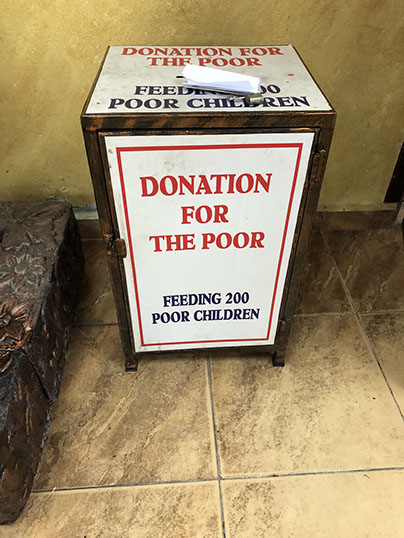 DONATION FOR
THE POOR
FEEDING 200
POOR CHILDREN
DONATION
FOR
THE POOR
FEEDING 200
POOR CHILDREN